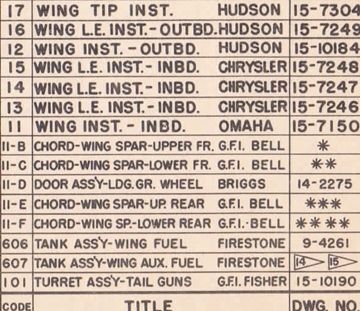 17 WING TIP INST. HUDSON 15-7304
16 WING L.E. INST.-OUTBD. HUDSON 15-7249
12 WING INST.-OUTBD. HUDSON 15-10184
15 WING L.E. INST.-INBD. CHRYSLER 15-7248
14 WING L.E. INST.-INBD. CHRYSLER 15-7247
13 WING L.E. INST.-INBD. CHRYSLER 15-7246
11 WING INST.-INBD. OMAHA 15-7150
11-B CHORD-WING SPAR-UPPER FR. G.F.I. BELL *
11-C CHORD-WING SPAR-LOWER FR. G.F.I. BELL **
11-D DOOR ASS'Y-LDG.GR. WHEEL BRIGGS 14-2275
11-E CHORD-WING SPAR-UP. REAR G.F.I. BELL ***
11-F CHORD-WING SP.-LOWER REAR G.F.I.-BELL ****
606 TANK ASS'Y-WING FUEL FIRESTONE 9-4261
607 TANK ASS'Y-WING AUX. FUEL FIRESTONE 14 15
101 TURRET ASS'Y-TAIL GUNS G.F.I. FISHER 15-10190
CODE TITLE DWG. NO.